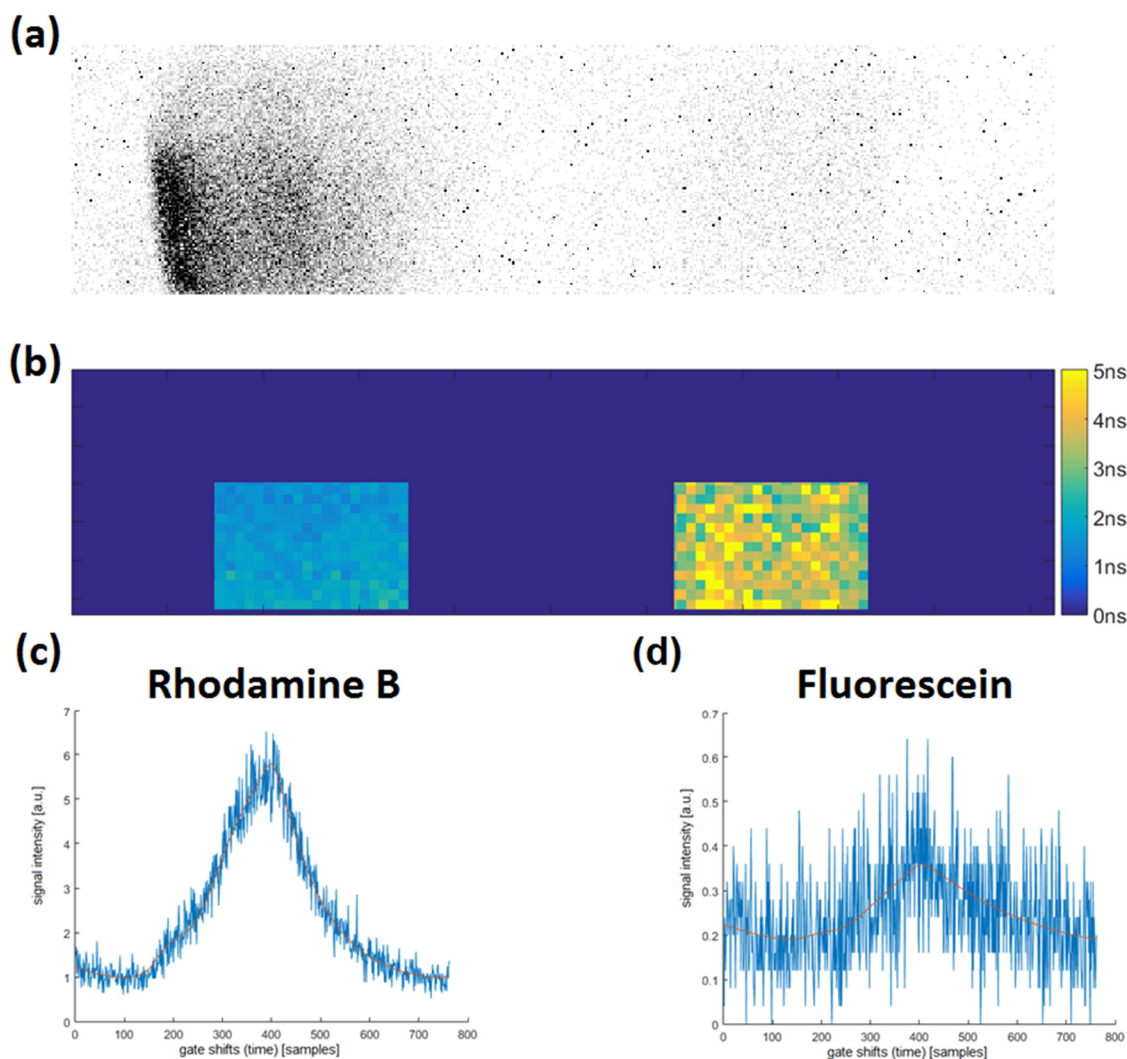 (a)
(b)
5ns
4ns
3ns
2ns
1ns
0ns
(c)
Rhodamine B
7
6
5
4
3
2
1
0
signal intensity [a.u.]
0 100 200 300 400 500 600 700 800
gate shifts (time) [samples]
(d)
Fluorescein
0.7
0.6
0.5
0.4
0.3
0.2
0.1
0
signal intensity [a.u.]
0 100 200 300 400 500 600 700 800
gate shifts (time) [samples]